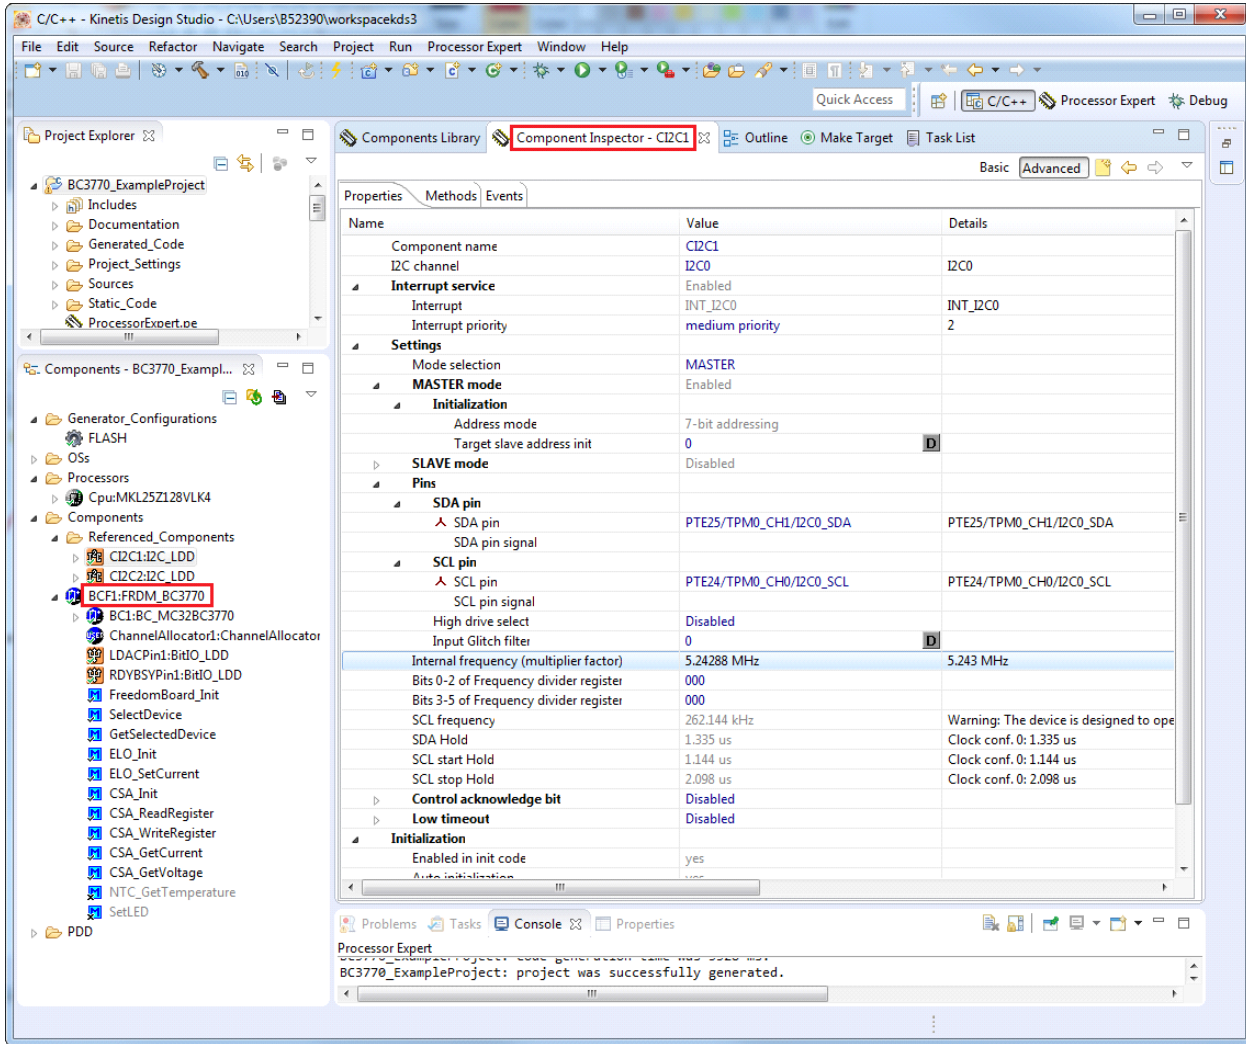 C/C++ - Kinetis Design Studio - C:\Users\B52390\workspacekds3
File Edit Source Refactor Navigate Search Project Run Processor Expert Window Help
Quick Access C/C++ Processor Expert Debug
Project Explorer
BC3770_ExampleProject
Includes
Documentation
Generated_Code
Project_Settings
Sources
Static_Code
ProcessorExpert.pe
Components - BC3770_Exampl...
Generator_Configurations
FLASH
OSs
Processors
Cpu:MKL25Z128VLK4
Components
Referenced_Components
CI2C1:I2C_LDD
CI2C2:I2C_LDD
BCF1:FRDM_BC3770
BC1:BC_MC32BC3770
ChannelAllocator1:ChannelAllocator
LDACPin1:BitIO_LDD
RDYBSYPin1:BitIO_LDD
FreedomBoard_Init
SelectDevice
GetSelectedDevice
ELO_Init
ELO_SetCurrent
CSA_Init
CSA_ReadRegister
CSA_WriteRegister
CSA_GetCurrent
CSA_GetVoltage
NTC_GetTemperature
SetLED
PDD
Components Library Component Inspector - CI2C1 Outline Make Target Task List
Basic Advanced
Properties Methods Events
Name Value Details
Component name CI2C1
I2C channel I2C0 I2C0
Interrupt service Enabled
Interrupt INT_I2C0 INT_I2C0
Interrupt priority medium priority 2
Settings
Mode selection MASTER
MASTER mode Enabled
Initialization
Address mode 7-bit addressing
Target slave address init 0 D
SLAVE mode Disabled
Pins
SDA pin
SDA pin PTE25/TPM0_CH1/I2C0_SDA PTE25/TPM0_CH1/I2C0_SDA
SDA pin signal
SCL pin
SCL pin PTE24/TPM0_CH0/I2C0_SCL PTE24/TPM0_CH0/I2C0_SCL
SCL pin signal
High drive select Disabled
Input Glitch filter 0 D
Internal frequency (multiplier factor) 5.24288 MHz 5.243 MHz
Bits 0-2 of Frequency divider register 000
Bits 3-5 of Frequency divider register 000
SCL frequency 262.144 kHz Warning: The device is designed to ope
SDA Hold 1.335 us Clock conf. 0: 1.335 us
SCL start Hold 1.144 us Clock conf. 0: 1.144 us
SCL stop Hold 2.098 us Clock conf. 0: 2.098 us
Control acknowledge bit Disabled
Low timeout Disabled
Initialization
Enabled in init code yes
Auto initialization yes
Problems Tasks Console Properties
Processor Expert
BC3770_ExampleProject: Code generation time was 3328 ms.
BC3770_ExampleProject: project was successfully generated.